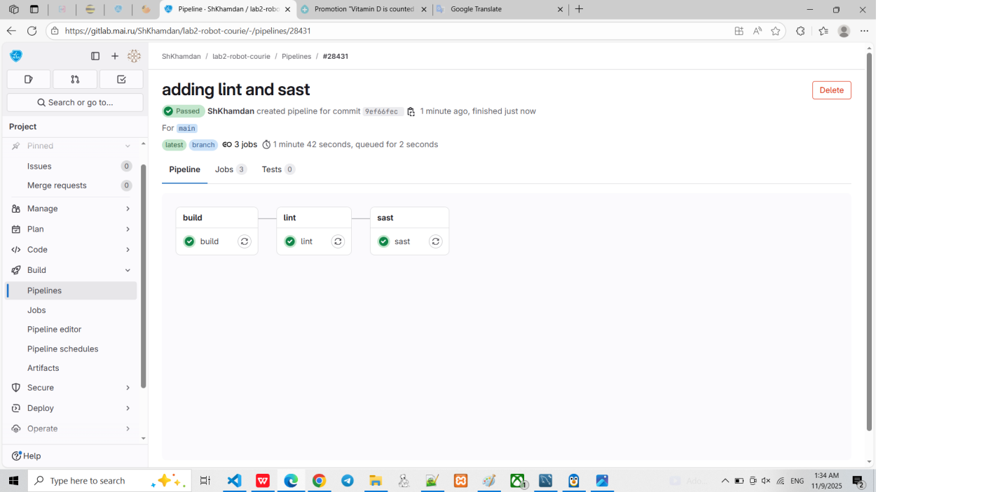 Pipeline · ShKhamdan / lab2-robo
Promotion "Vitamin D is counted
Google Translate
https://gitlab.mai.ru/ShKhamdan/lab2-robot-courie/-/pipelines/28431
ShKhamdan / lab2-robot-courie / Pipelines / #28431
Search or go to...
Project
Pinned
Issues 0
Merge requests 0
Manage
Plan
Code
Build
Pipelines
Jobs
Pipeline editor
Pipeline schedules
Artifacts
Secure
Deploy
Operate
Help
adding lint and sast
Delete
Passed ShKhamdan created pipeline for commit 9ef66fec 1 minute ago, finished just now
For main
latest branch 3 jobs 1 minute 42 seconds, queued for 2 seconds
Pipeline Jobs 3 Tests 0
build lint sast
build lint sast
Type here to search
1
Ado...
ENG
1:34 AM
11/9/2025
2